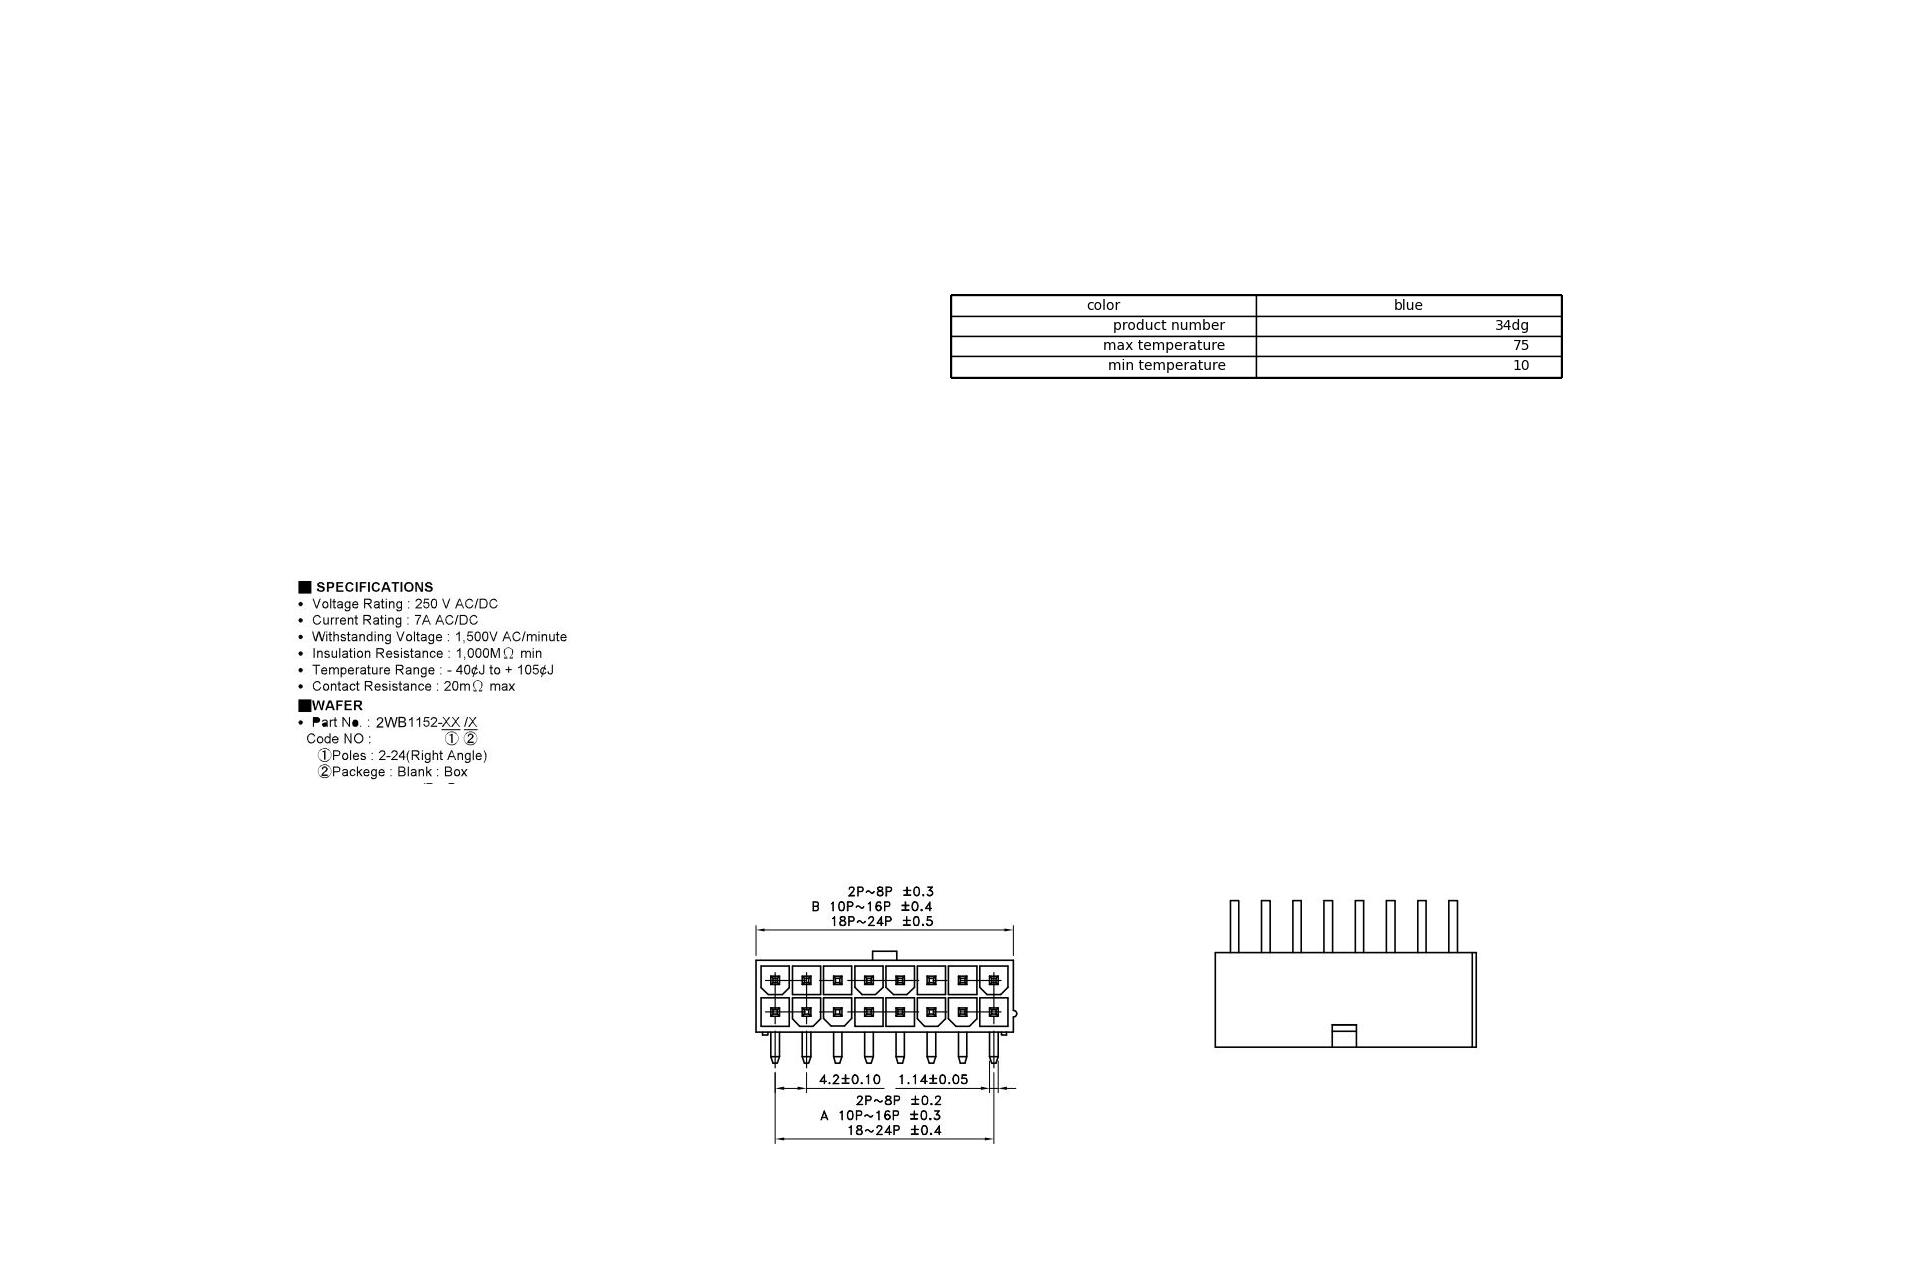 color blue
product number 34dg
max temperature 75
min temperature 10
■ SPECIFICATIONS
• Voltage Rating : 250 V AC/DC
• Current Rating : 7A AC/DC
• Withstanding Voltage : 1,500V AC/minute
• Insulation Resistance : 1,000MΩ min
• Temperature Range : - 40¢J to + 105¢J
• Contact Resistance : 20mΩ max
■WAFER
• Part No. : 2WB1152-XX /X
Code NO : ① ②
①Poles : 2-24(Right Angle)
②Packege : Blank : Box
2P~8P ±0.3
B 10P~16P ±0.4
18P~24P ±0.5
4.2±0.10 1.14±0.05
2P~8P ±0.2
A 10P~16P ±0.3
18~24P ±0.4